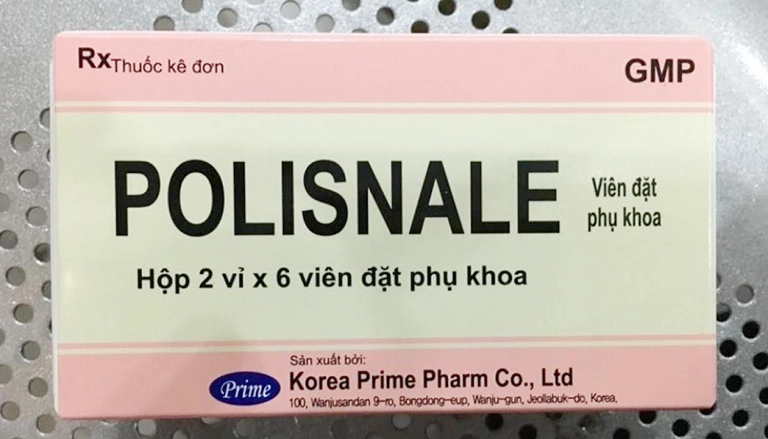 Rx Thuốc kê đơn
GMP
POLISNALE
Viên đặt
phụ khoa
Hộp 2 vỉ x 6 viên đặt phụ khoa
Sản xuất bởi:
Prime
Korea Prime Pharm Co., Ltd
100, Wanjusandan 9-ro, Bongdong-eup, Wanju-gun, Jeollabuk-do, Korea.